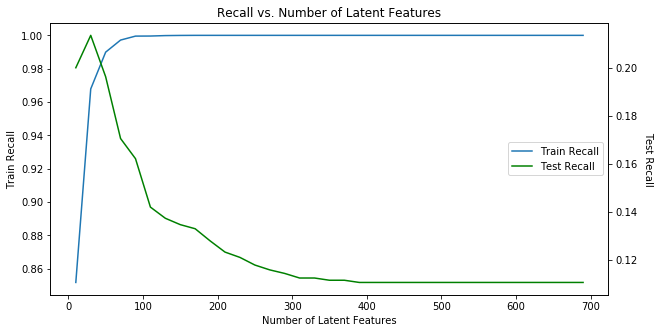 Recall vs. Number of Latent Features
1.00
0.98
0.96
0.94
0.92
0.90
0.88
0.86
Train Recall
0.20
0.18
0.16
0.14
0.12
Test Recall
Train Recall
Test Recall
0 100 200 300 400 500 600 700
Number of Latent Features